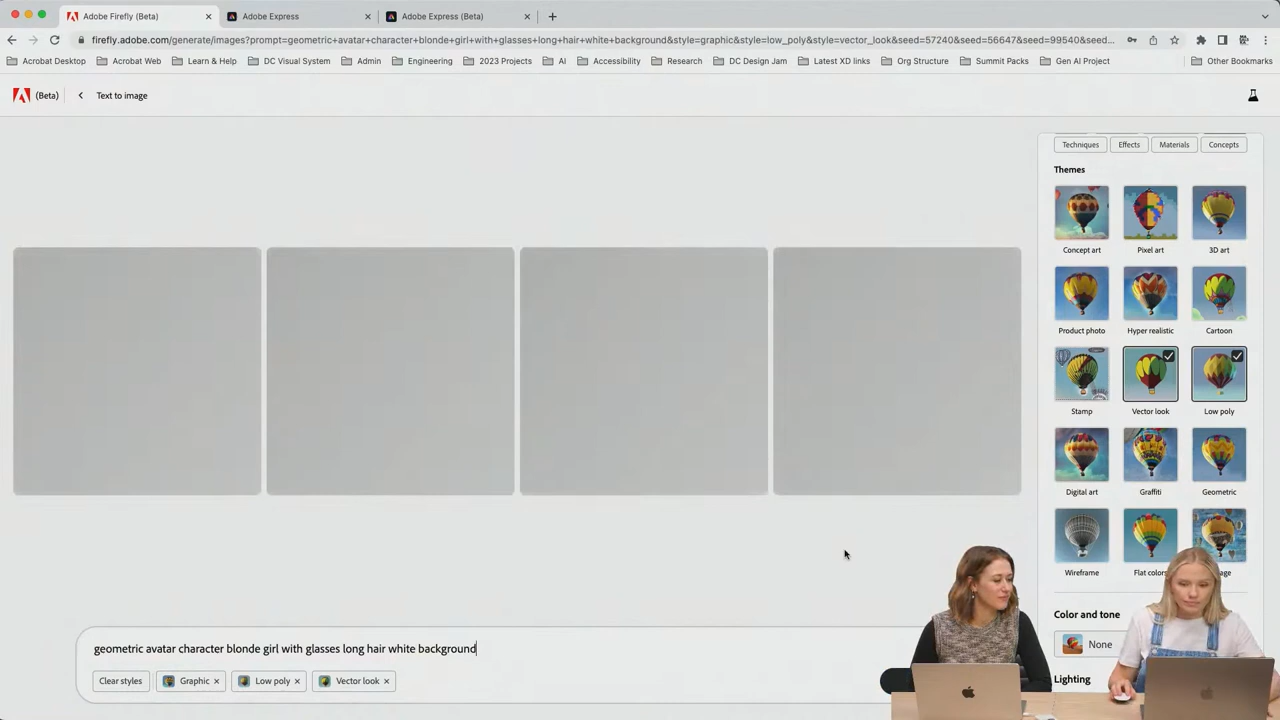 Adobe Firefly (Beta)
Adobe Express
Adobe Express (Beta)
firefly.adobe.com/generate/images?prompt=geometric+avatar+character+blonde+girl+with+glasses+long+hair+white+background&style=graphic&style=low_poly&style=vector_look&seed=57240&seed=56647&seed=99540&seed...
Acrobat Desktop
Acrobat Web
Learn & Help
DC Visual System
Admin
Engineering
2023 Projects
AI
Accessibility
Research
DC Design Jam
Latest XD links
Org Structure
Summit Packs
Gen AI Project
Other Bookmarks
(Beta)
Text to image
Techniques
Effects
Materials
Concepts
Themes
Concept art
Pixel art
3D art
Product photo
Hyper realistic
Cartoon
Stamp
Vector look
Low poly
Digital art
Graffiti
Geometric
Wireframe
Flat colors
Color and tone
None
Lighting
geometric avatar character blonde girl with glasses long hair white background
Clear styles
Graphic
Low poly
Vector look